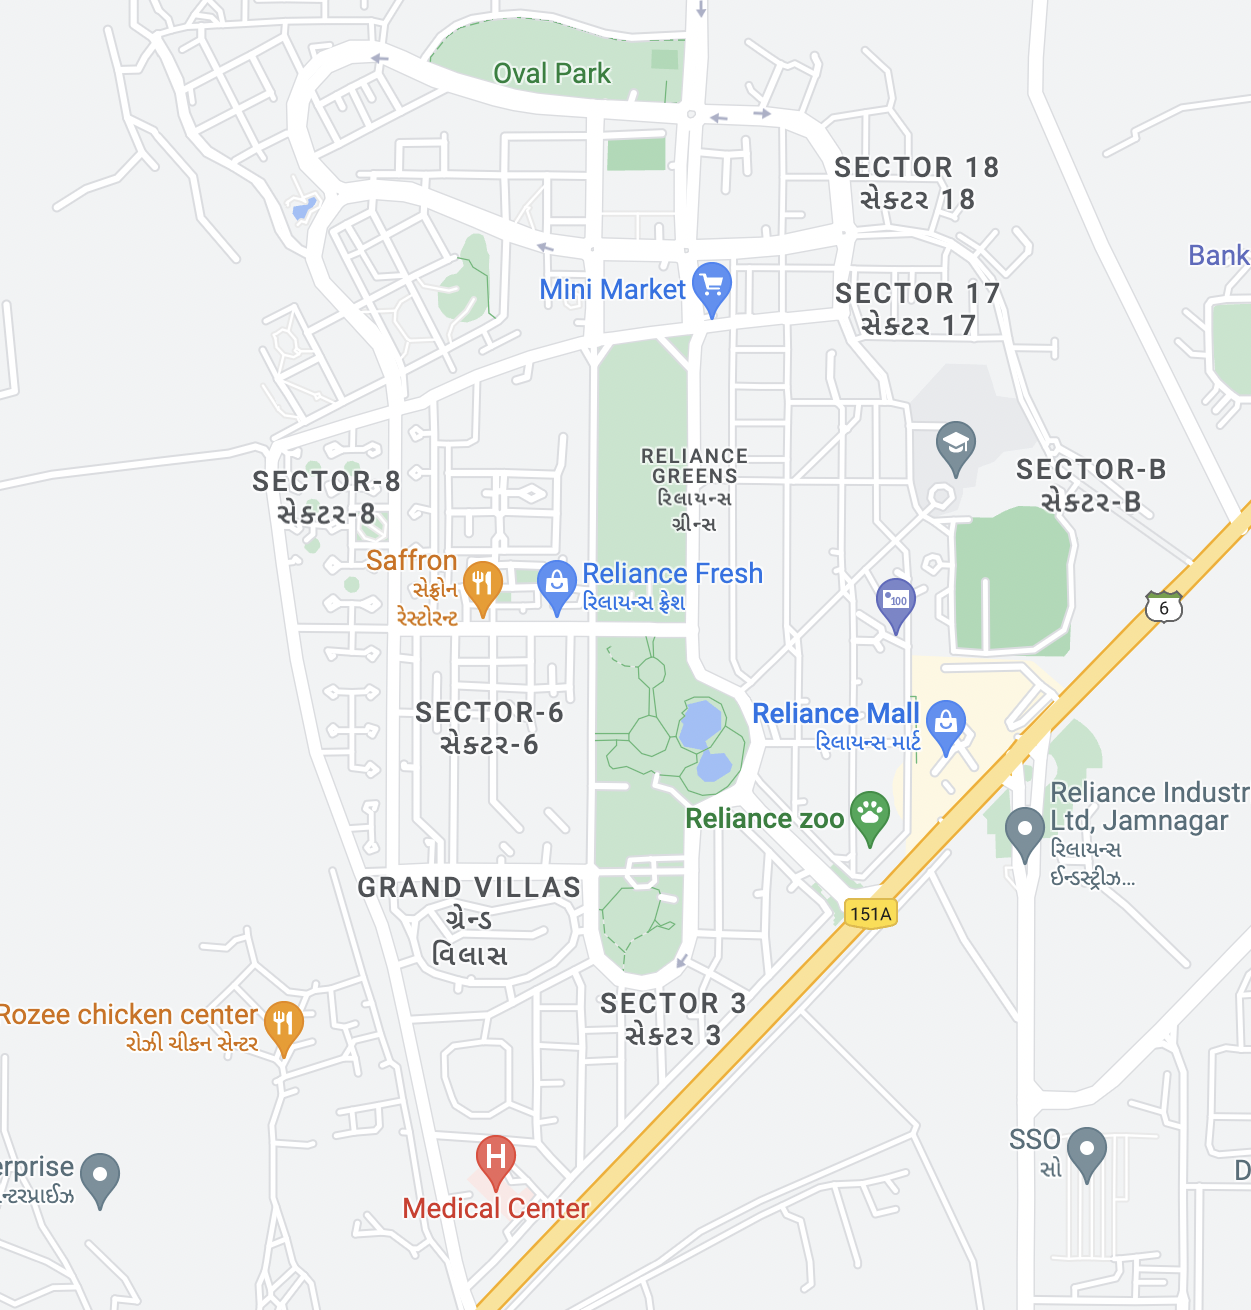 Oval Park
SECTOR 18
સેક્ટર 18
Bank
Mini Market
SECTOR 17
સેક્ટર 17
RELIANCE
GREENS
રિલાયન્સ
ગ્રીન્સ
SECTOR-8
સેક્ટર-8
SECTOR-B
સેક્ટર-B
Saffron
સેફ્રોન
રેસ્ટોરન્ટ
Reliance Fresh
રિલાયન્સ ફ્રેશ
100
6
SECTOR-6
સેક્ટર-6
Reliance Mall
રિલાયન્સ માર્ટ
Reliance zoo
Reliance Industr
Ltd, Jamnagar
રિલાયન્સ
ઈન્ડસ્ટ્રીઝ...
GRAND VILLAS
ગ્રેન્ડ
વિલાસ
151A
SECTOR 3
સેક્ટર 3
Rozee chicken center
રોઝી ચીકન સેન્ટર
H
Medical Center
SSO
સો
erprise
ન્ટરપ્રાઈઝ
D